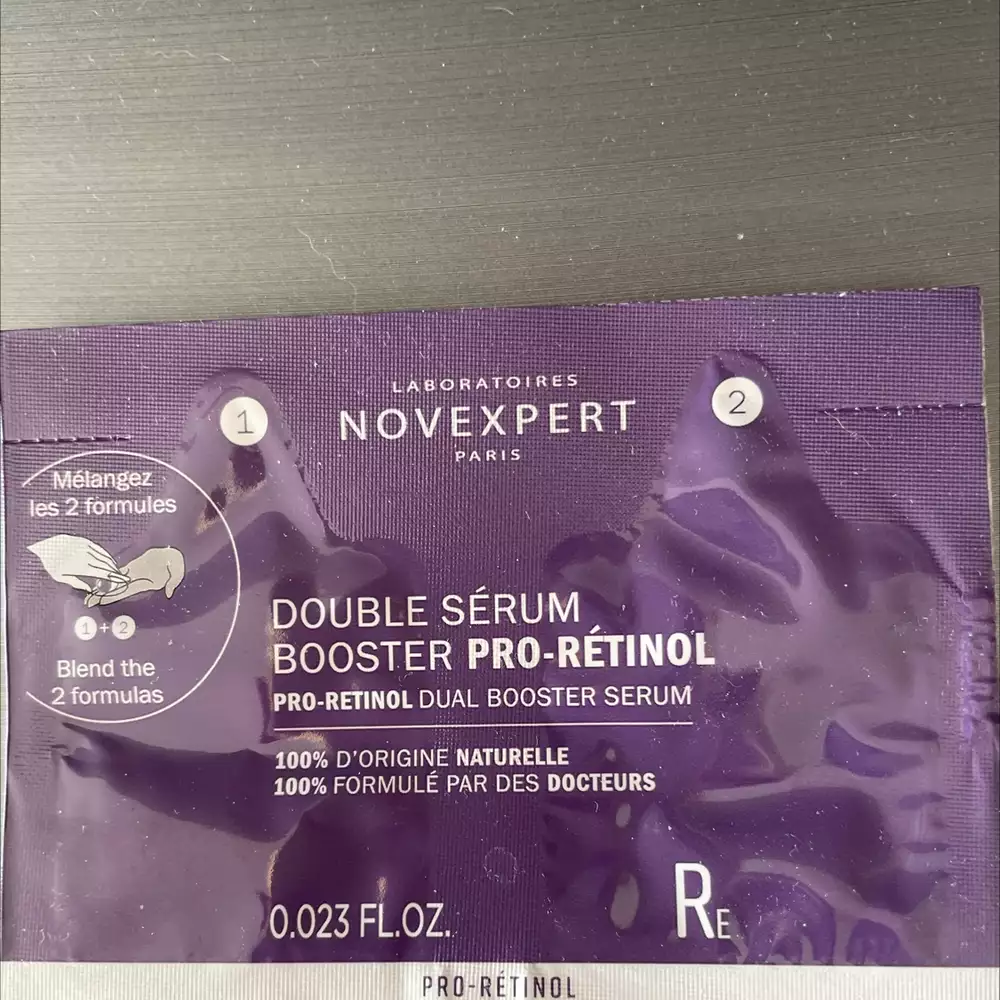 LABORATOIRES
NOVEXPERT
PARIS
1
2
Mélangez
les 2 formules
1 + 2
Blend the
2 formulas
DOUBLE SÉRUM
BOOSTER PRO-RÉTINOL
PRO-RETINOL DUAL BOOSTER SERUM
100% D'ORIGINE NATURELLE
100% FORMULÉ PAR DES DOCTEURS
0.023 FL.OZ.
RE
PRO-RÉTINOL